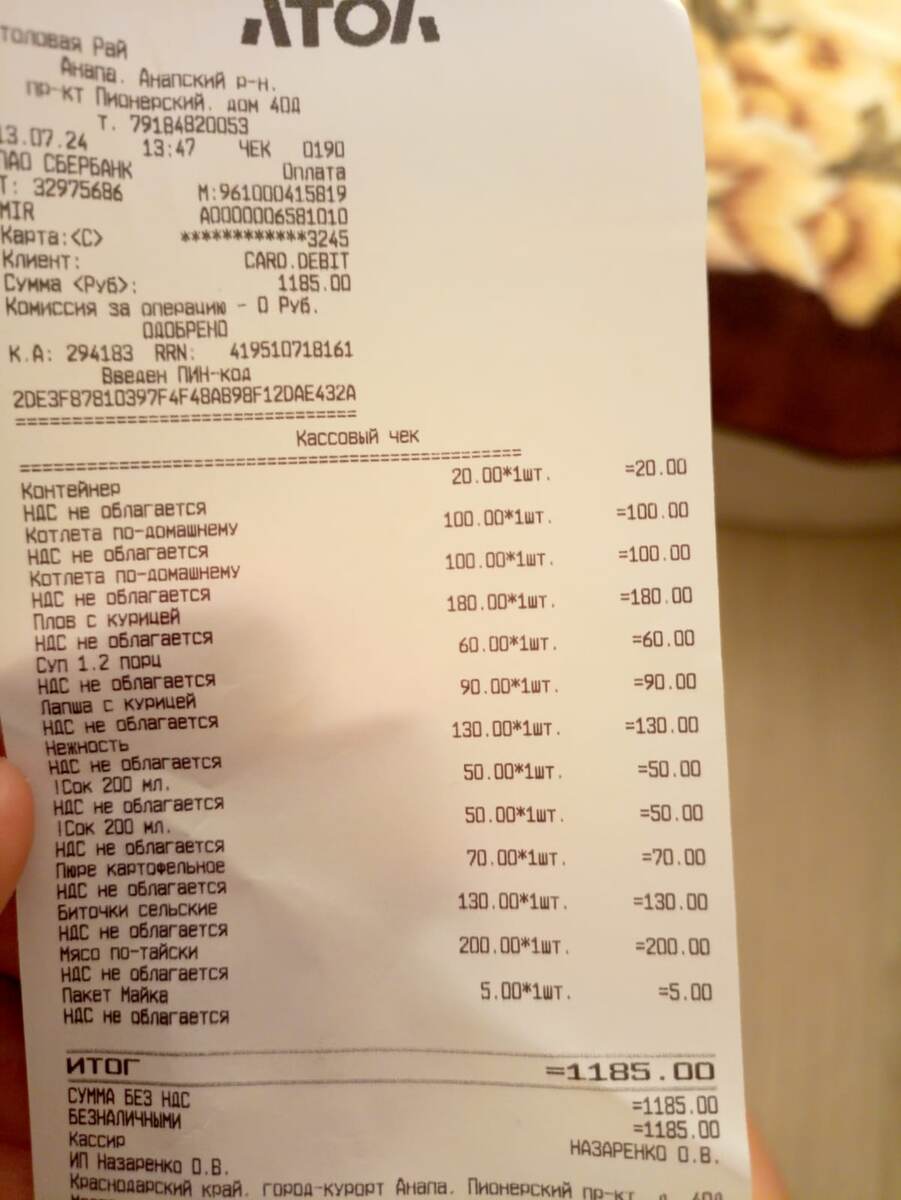 АТОЛ
толовая Рай
Анапа. Анапский р-н.
пр-кт Пионерский. дом 40д
Т. 79184820053
13.07.24 13:47 ЧЕК 0190
ПАО СБЕРБАНК Оплата
Т: 32975686 М:961000415819
MIR A0000006581010
Карта:<C> ************3245
Клиент: CARD.DEBIT
Сумма <Руб>: 1185.00
Комиссия за операцию - 0 Руб.
ОДОБРЕНО
К.А: 294183 RRN: 419510718161
Введен ПИН-код
2DE3F87810397F4F48AB98F12DAE432A
================================
Кассовый чек
================================================
Контейнер 20.00*1шт. =20.00
НДС не облагается
Котлета по-домашнему 100.00*1шт. =100.00
НДС не облагается
Котлета по-домашнему 100.00*1шт. =100.00
НДС не облагается
Плов с курицей 180.00*1шт. =180.00
НДС не облагается
Суп 1.2 порц 60.00*1шт. =60.00
НДС не облагается
Лапша с курицей 90.00*1шт. =90.00
НДС не облагается
Нежность 130.00*1шт. =130.00
НДС не облагается
!Сок 200 мл. 50.00*1шт. =50.00
НДС не облагается
!Сок 200 мл. 50.00*1шт. =50.00
НДС не облагается
Пюре картофельное 70.00*1шт. =70.00
НДС не облагается
Биточки сельские 130.00*1шт. =130.00
НДС не облагается
Мясо по-тайски 200.00*1шт. =200.00
НДС не облагается
Пакет Майка 5.00*1шт. =5.00
НДС не облагается
ИТОГ =1185.00
СУММА БЕЗ НДС =1185.00
БЕЗНАЛИЧНЫМИ =1185.00
Кассир НАЗАРЕНКО О.В.
ИП Назаренко О.В.
Краснодарский край, город-курорт Анапа, Пионерский пр-кт, д. 40Д